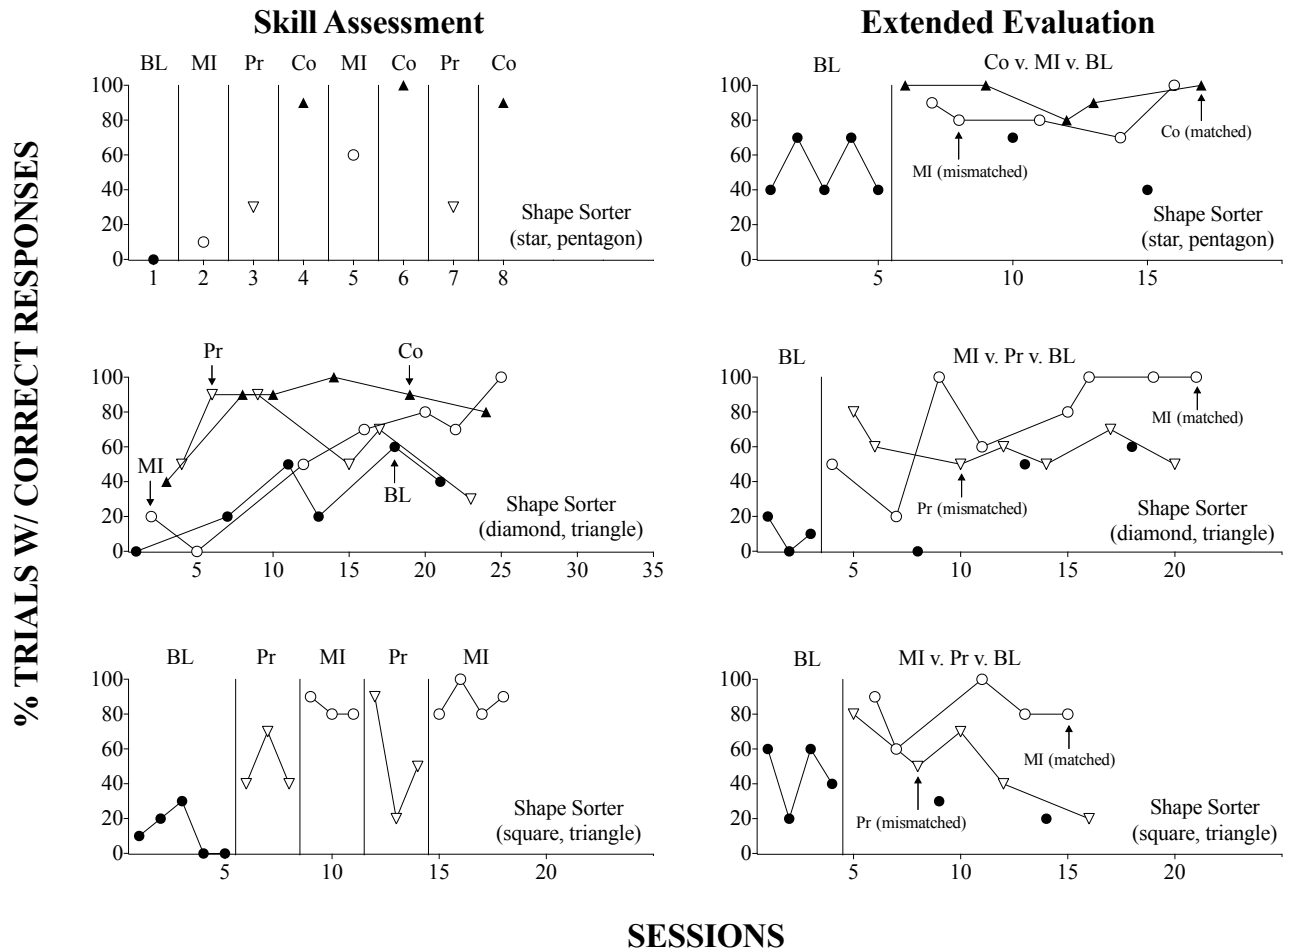 Skill Assessment
Extended Evaluation
% TRIALS W/ CORRECT RESPONSES
BL MI Pr Co MI Co Pr Co
100
80
60
40
20
0
1 2 3 4 5 6 7 8
Shape Sorter
(star, pentagon)
BL
Co v. MI v. BL
100
80
60
40
20
0
5 10 15
MI (mismatched)
Co (matched)
Shape Sorter
(star, pentagon)
Pr
Co
MI
BL
100
80
60
40
20
0
5 10 15 20 25 30 35
Shape Sorter
(diamond, triangle)
BL
MI v. Pr v. BL
100
80
60
40
20
0
5 10 15 20
MI (matched)
Pr (mismatched)
Shape Sorter
(diamond, triangle)
BL Pr MI Pr MI
100
80
60
40
20
0
5 10 15 20
Shape Sorter
(square, triangle)
BL
MI v. Pr v. BL
100
80
60
40
20
0
5 10 15 20
MI (matched)
Pr (mismatched)
Shape Sorter
(square, triangle)
SESSIONS